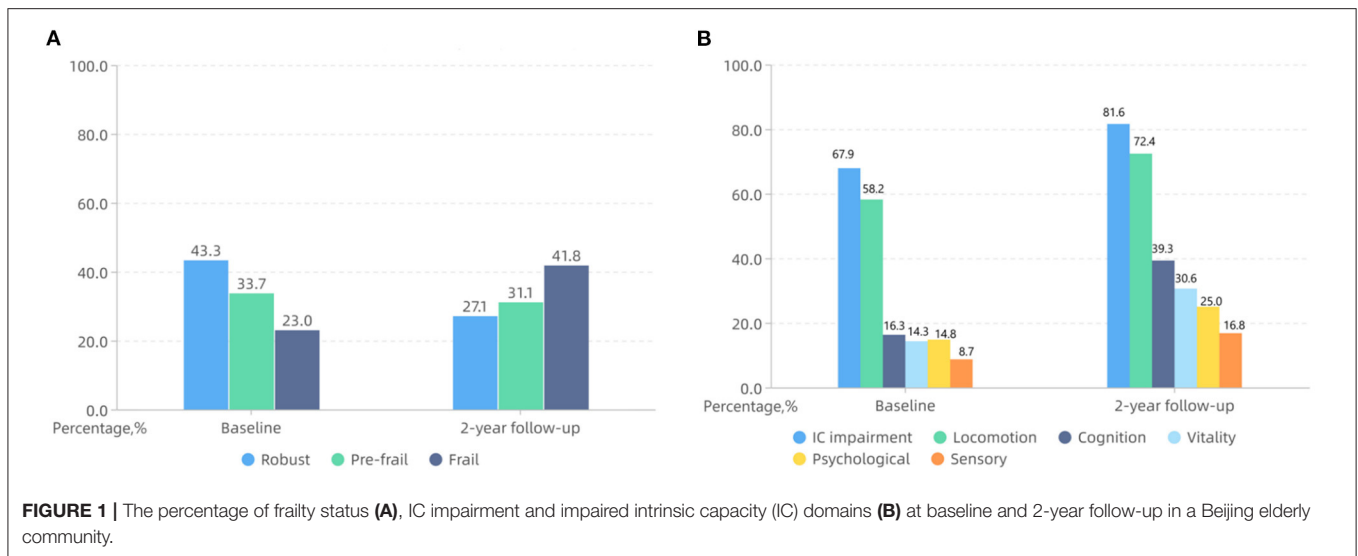 A
100.0
80.0
60.0
40.0
20.0
0.0
43.3
33.7
23.0
27.1
31.1
41.8
Percentage,%
Baseline
2-year follow-up
Robust Pre-frail Frail
B
100.0
80.0
60.0
40.0
20.0
0.0
67.9
58.2
16.3
14.3
14.8
8.7
81.6
72.4
39.3
30.6
25.0
16.8
Percentage,%
Baseline
2-year follow-up
IC impairment Locomotion Cognition Vitality
Psychological Sensory
FIGURE 1 | The percentage of frailty status (A), IC impairment and impaired intrinsic capacity (IC) domains (B) at baseline and 2-year follow-up in a Beijing elderly
community.